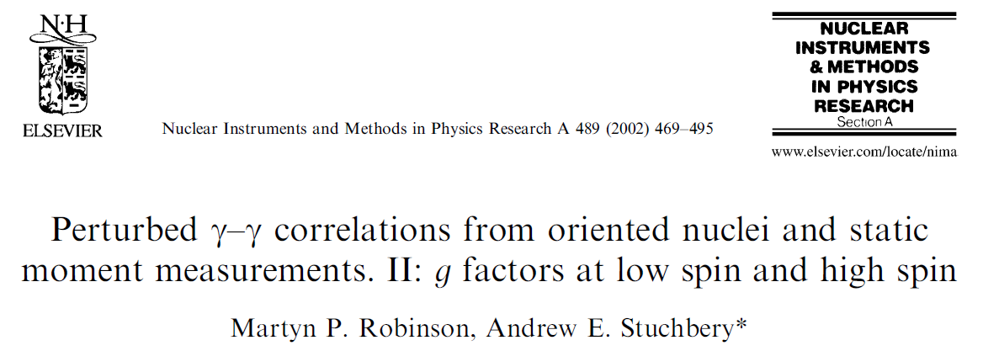 N·H
ELSEVIER
Nuclear Instruments and Methods in Physics Research A 489 (2002) 469–495
NUCLEAR
INSTRUMENTS
& METHODS
IN PHYSICS
RESEARCH
Section A
www.elsevier.com/locate/nima
Perturbed γ–γ correlations from oriented nuclei and static
moment measurements. II: g factors at low spin and high spin
Martyn P. Robinson, Andrew E. Stuchbery*